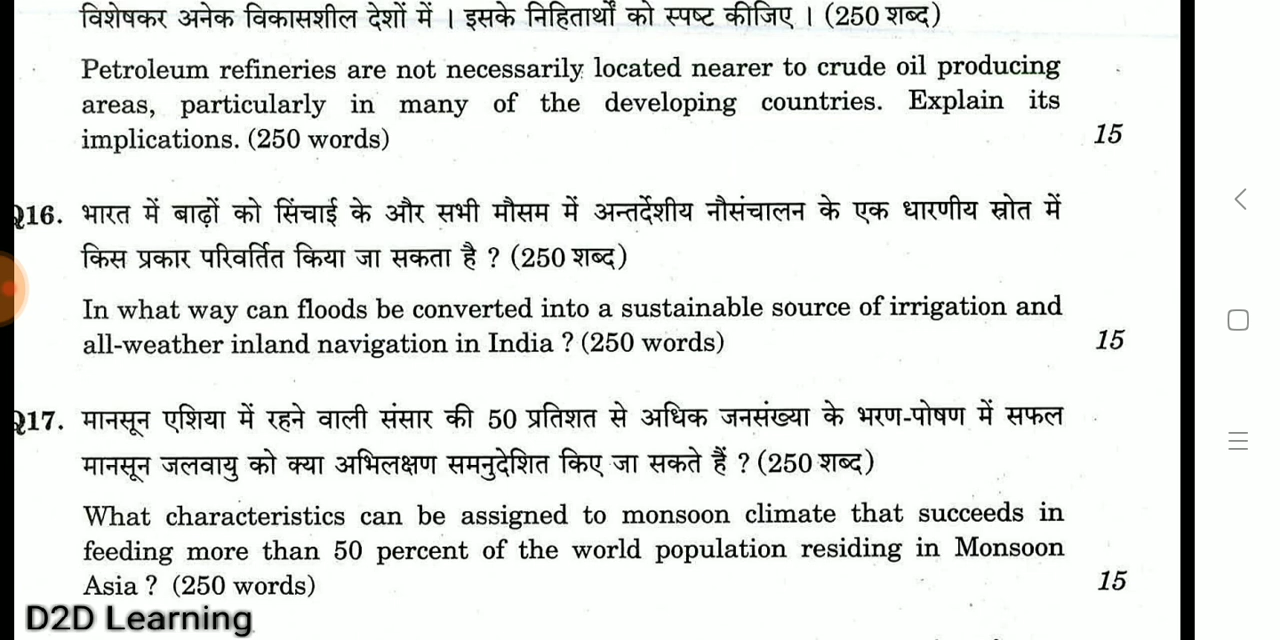 विशेषकर अनेक विकासशील देशों में । इसके निहितार्थों को स्पष्ट कीजिए । (250 शब्द)
Petroleum refineries are not necessarily located nearer to crude oil producing
areas, particularly in many of the developing countries. Explain its
implications. (250 words) 15
Q16. भारत में बाढ़ों को सिंचाई के और सभी मौसम में अन्तर्देशीय नौसंचालन के एक धारणीय स्रोत में
किस प्रकार परिवर्तित किया जा सकता है ? (250 शब्द)
In what way can floods be converted into a sustainable source of irrigation and
all-weather inland navigation in India ? (250 words) 15
Q17. मानसून एशिया में रहने वाली संसार की 50 प्रतिशत से अधिक जनसंख्या के भरण-पोषण में सफल
मानसून जलवायु को क्या अभिलक्षण समनुदेशित किए जा सकते हैं ? (250 शब्द)
What characteristics can be assigned to monsoon climate that succeeds in
feeding more than 50 percent of the world population residing in Monsoon
Asia ? (250 words) 15
D2D Learning